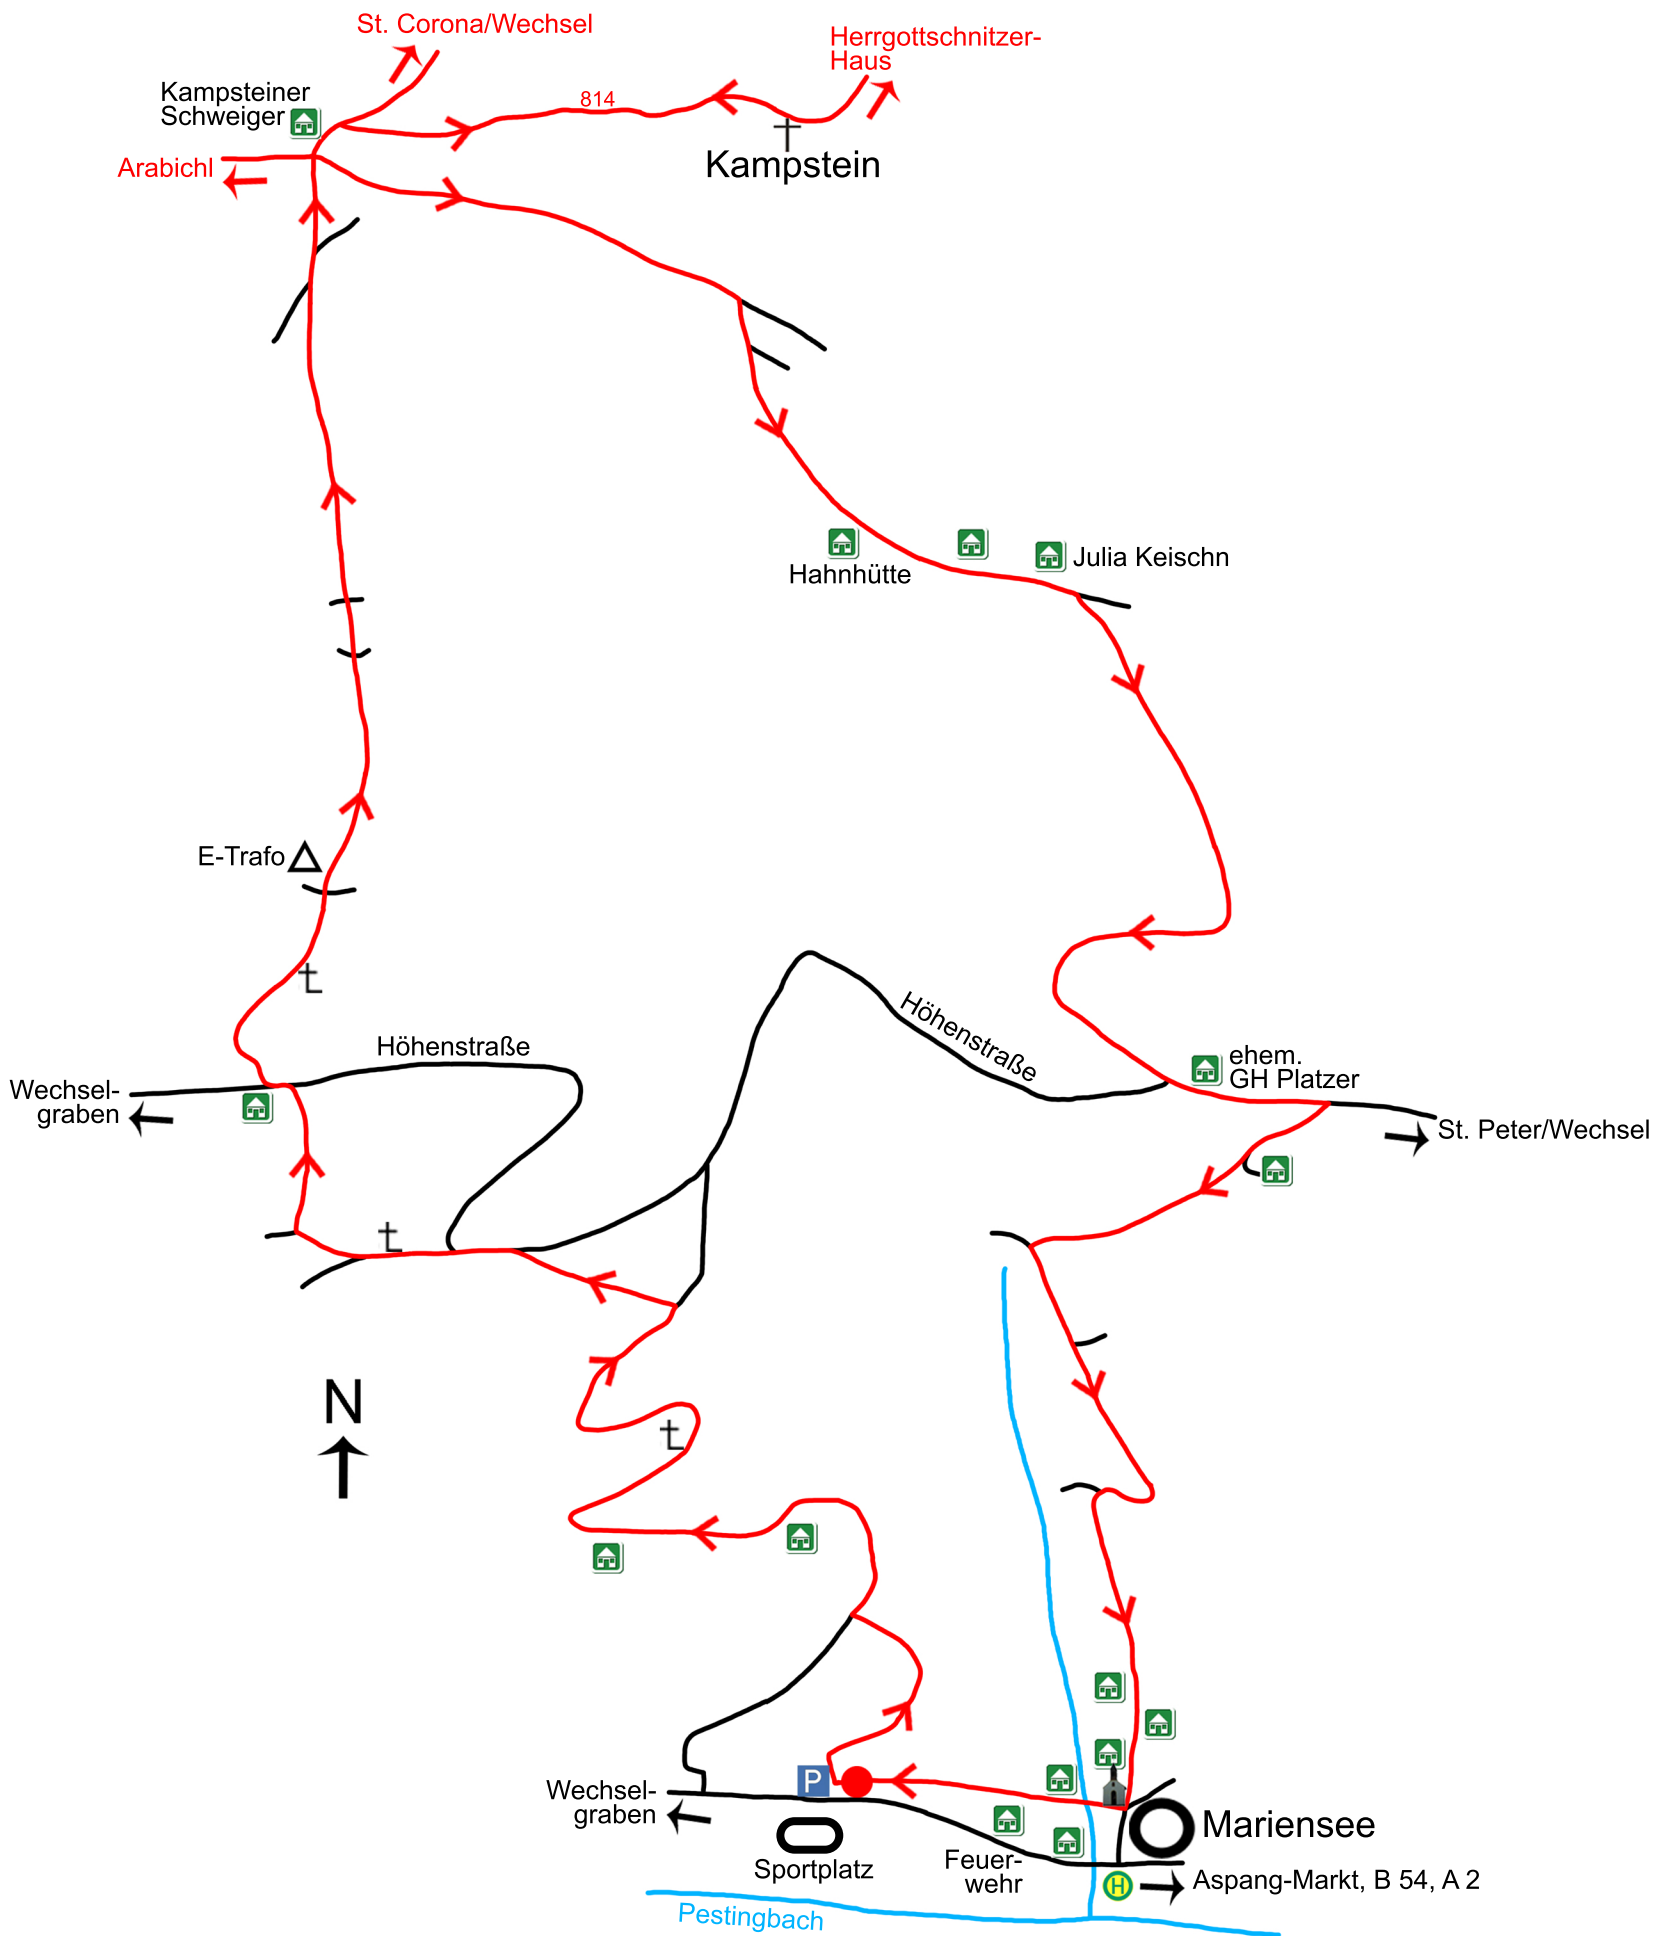 St. Corona/Wechsel
Herrgottschnitzer-
Haus
Kampsteiner
Schweiger
814
Arabichl
Kampstein
Hahnhütte
Julia Keischn
E-Trafo
Höhenstraße
Höhenstraße
ehem.
GH Platzer
Wechsel-
graben
St. Peter/Wechsel
N
P
Wechsel-
graben
Mariensee
Sportplatz
Feuer-
wehr
H
Aspang-Markt, B 54, A 2
Pestingbach